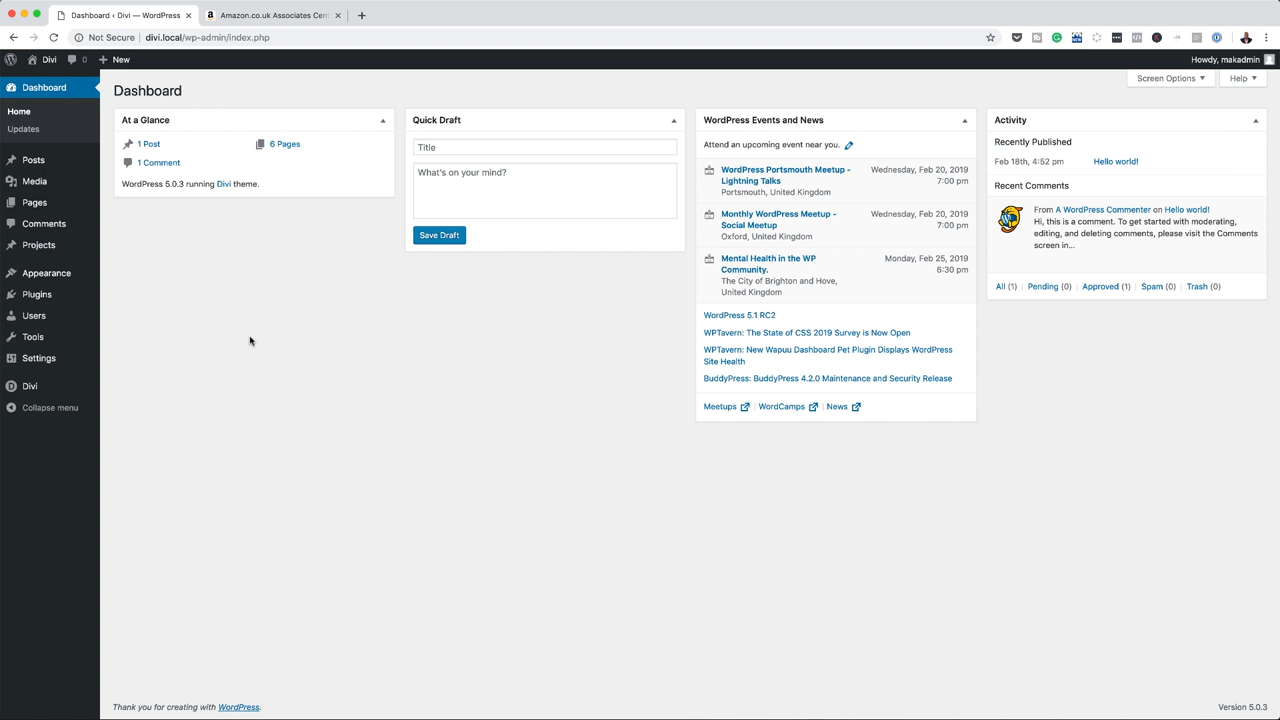 Dashboard ‹ Divi — WordPress
Amazon.co.uk Associates Cen
Not Secure divi.local/wp-admin/index.php
Divi 0 New
Howdy, makadmin
Dashboard
Home
Updates
Posts
Media
Pages
Comments
Projects
Appearance
Plugins
Users
Tools
Settings
Divi
Collapse menu
Screen Options
Help
Dashboard
At a Glance
1 Post 6 Pages
1 Comment
WordPress 5.0.3 running Divi theme.
Quick Draft
Title
What's on your mind?
Save Draft
WordPress Events and News
Attend an upcoming event near you.
WordPress Portsmouth Meetup - Wednesday, Feb 20, 2019
Lightning Talks 7:00 pm
Portsmouth, United Kingdom
Monthly WordPress Meetup - Wednesday, Feb 20, 2019
Social Meetup 7:00 pm
Oxford, United Kingdom
Mental Health in the WP Monday, Feb 25, 2019
Community. 6:30 pm
The City of Brighton and Hove,
United Kingdom
WordPress 5.1 RC2
WPTavern: The State of CSS 2019 Survey is Now Open
WPTavern: New Wapuu Dashboard Pet Plugin Displays WordPress
Site Health
BuddyPress: BuddyPress 4.2.0 Maintenance and Security Release
Meetups | WordCamps | News
Activity
Recently Published
Feb 18th, 4:52 pm Hello world!
Recent Comments
From A WordPress Commenter on Hello world!
Hi, this is a comment. To get started with moderating,
editing, and deleting comments, please visit the Comments
screen in...
All (1) | Pending (0) | Approved (1) | Spam (0) | Trash (0)
Thank you for creating with WordPress.
Version 5.0.3